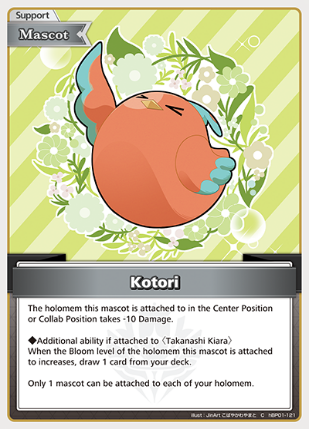 Support
Mascot
Kotori
The holomem this mascot is attached to in the Center Position
or Collab Position takes -10 Damage.
◆Additional ability if attached to〈Takanashi Kiara〉
When the Bloom level of the holomem this mascot is attached
to increases, draw 1 card from your deck.
Only 1 mascot can be attached to each of your holomem.
Illust : JinArt こばやかわやまと C hBP01-121